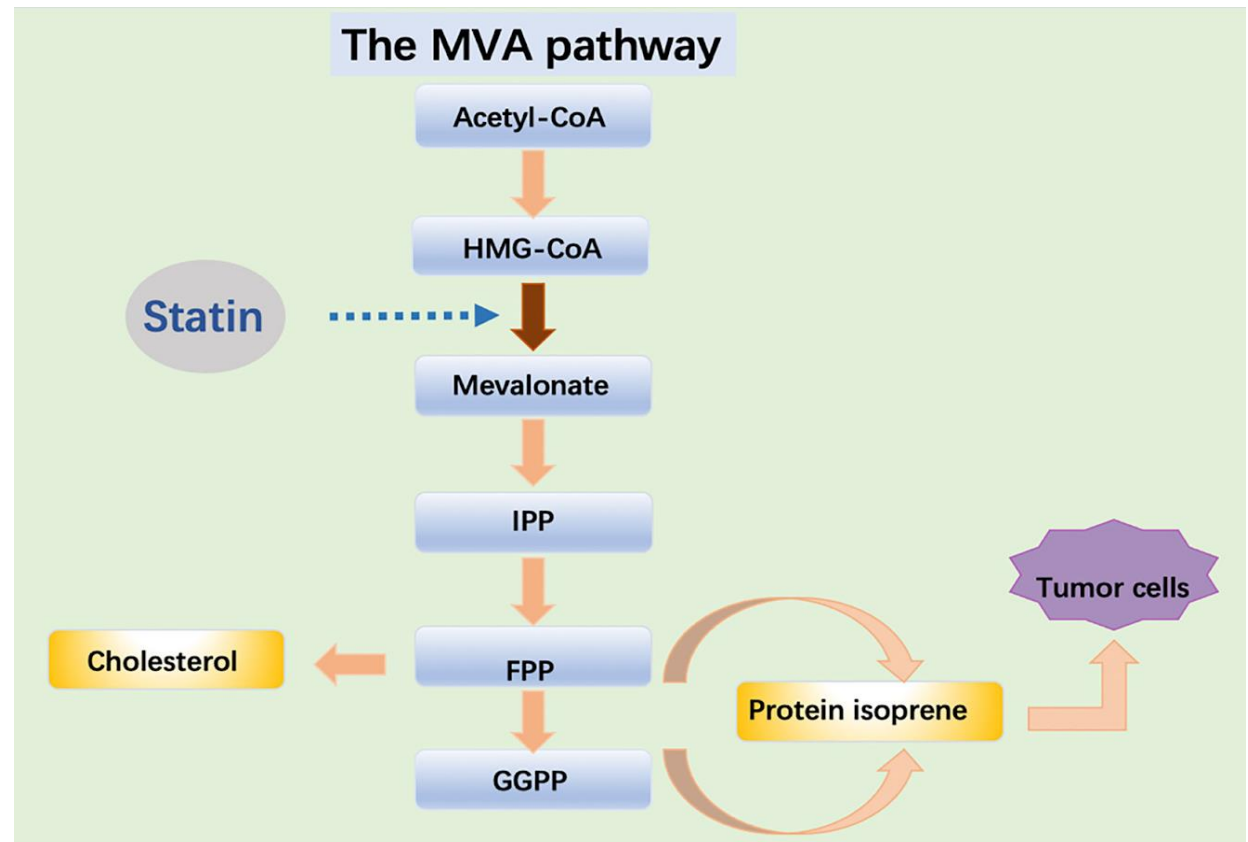 The MVA pathway
Acetyl-CoA
HMG-CoA
Statin
Mevalonate
IPP
Tumor cells
Cholesterol
FPP
Protein isoprene
GGPP